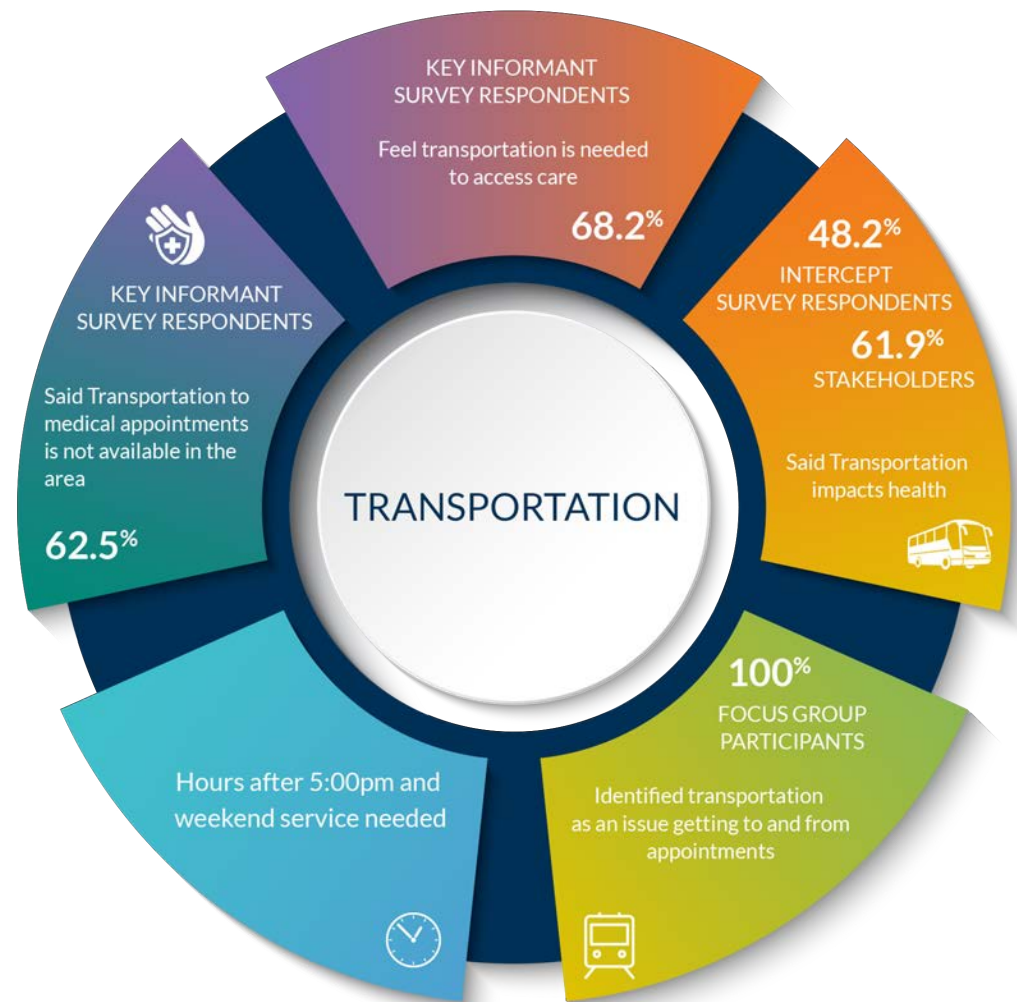 KEY INFORMANT
SURVEY RESPONDENTS
Feel transportation is needed
to access care
68.2%
48.2%
INTERCEPT
SURVEY RESPONDENTS
61.9%
STAKEHOLDERS
Said Transportation
impacts health
100%
FOCUS GROUP
PARTICIPANTS
Identified transportation
as an issue getting to and from
appointments
Hours after 5:00pm and
weekend service needed
KEY INFORMANT
SURVEY RESPONDENTS
Said Transportation to
medical appointments
is not available in the
area
62.5%
TRANSPORTATION